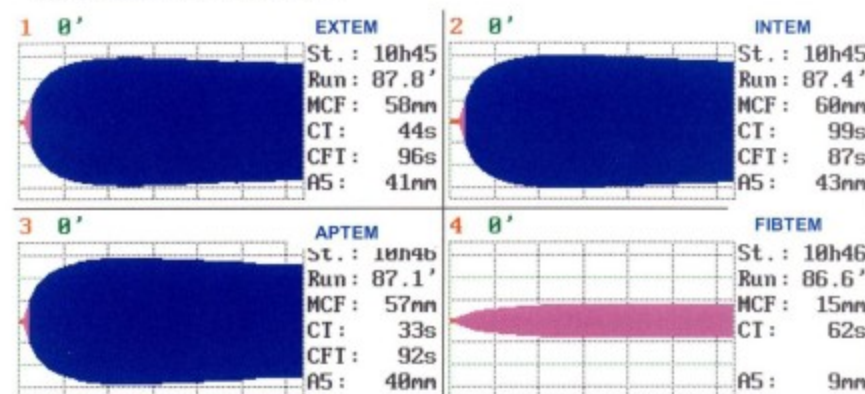 1 0' EXTEM
St.: 10h45
Run: 87.8'
MCF: 58mm
CT: 44s
CFT: 96s
A5: 41mm
2 0' INTEM
St.: 10h45
Run: 87.4'
MCF: 60mm
CT: 99s
CFT: 87s
A5: 43mm
3 0' APTEM
St.: 10h46
Run: 87.1'
MCF: 57mm
CT: 33s
CFT: 92s
A5: 40mm
4 0' FIBTEM
St.: 10h46
Run: 86.6'
MCF: 15mm
CT: 62s
A5: 9mm